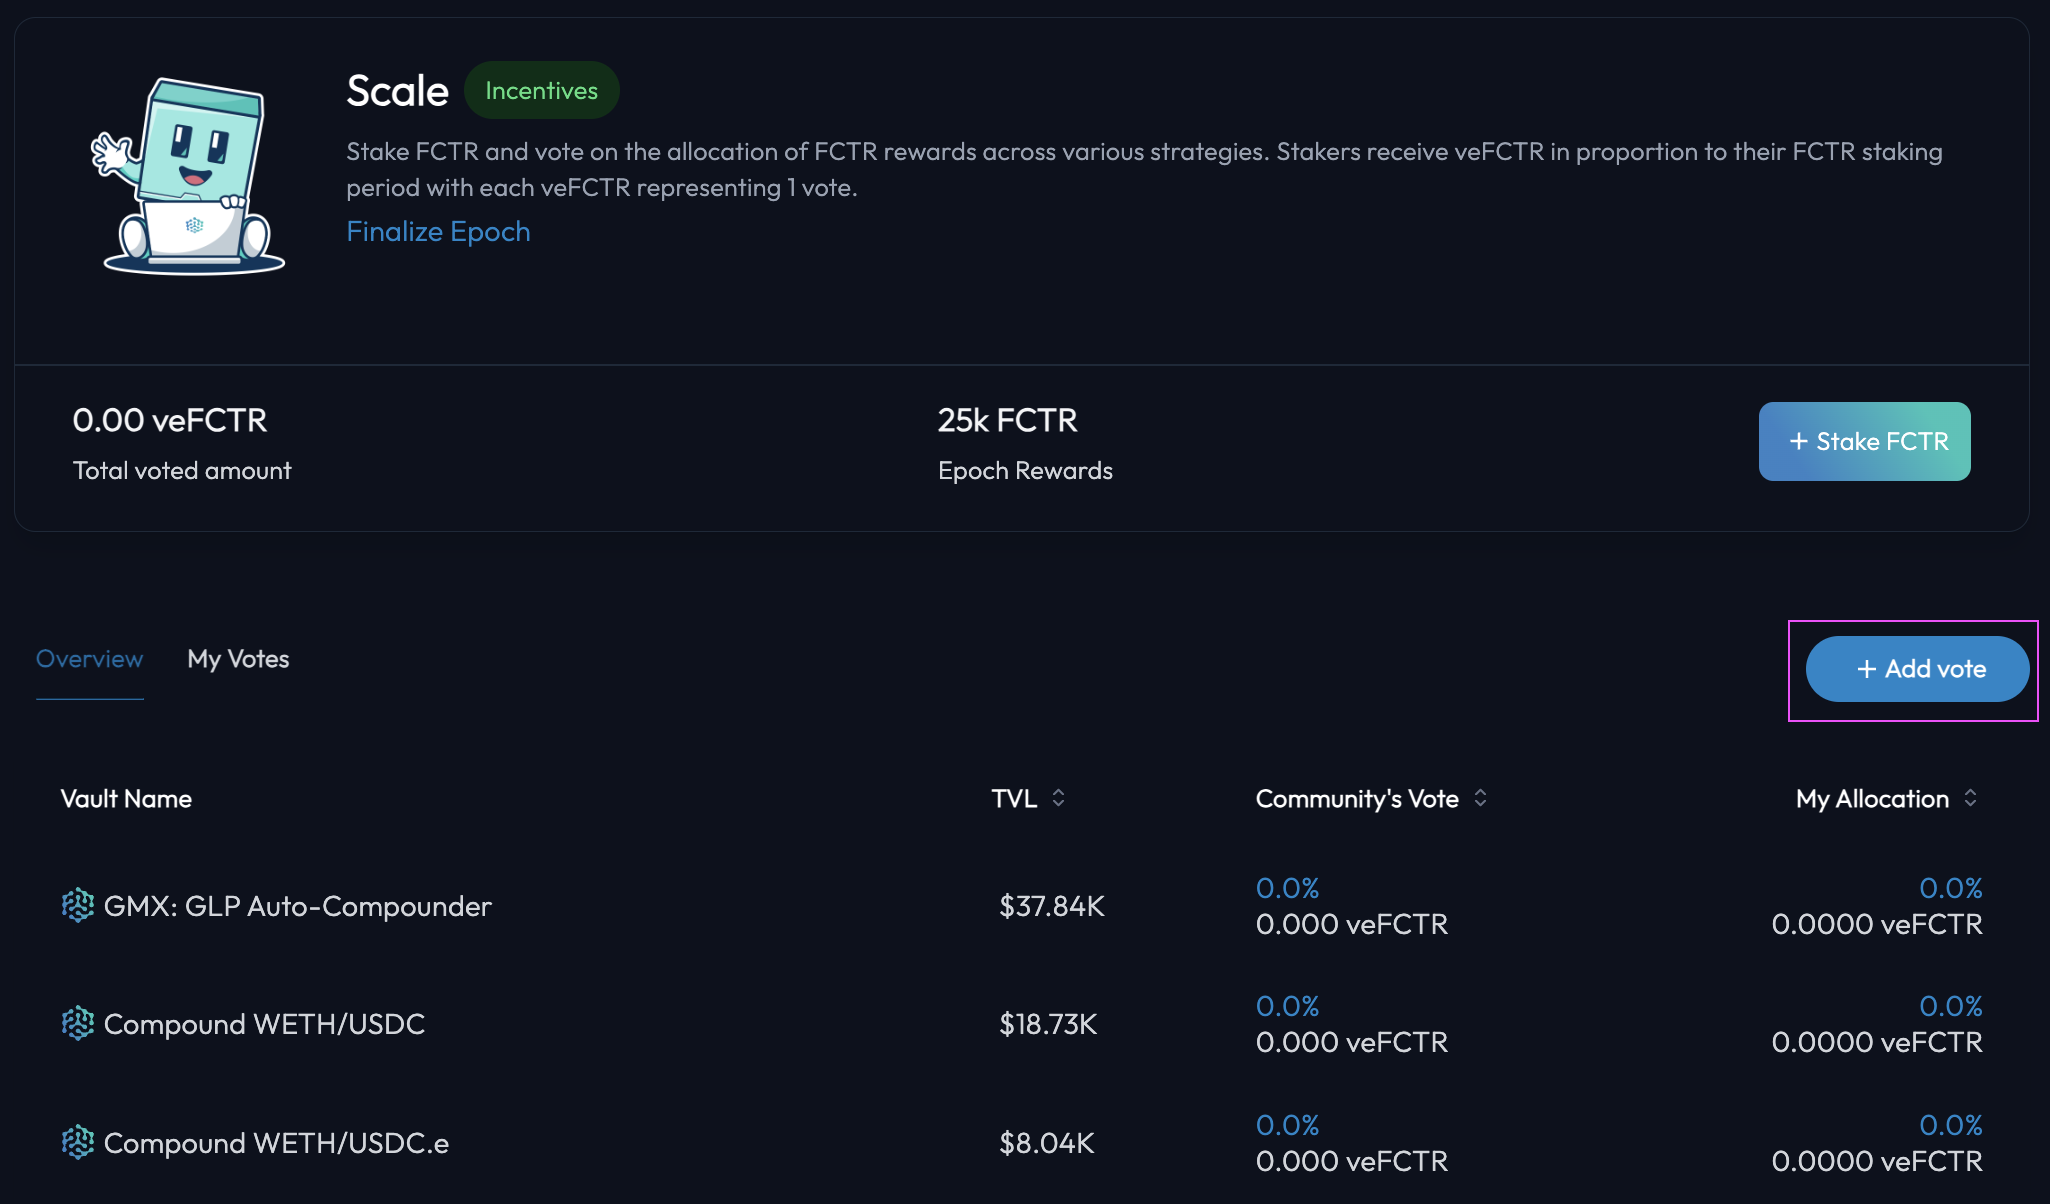 Scale Incentives
Stake FCTR and vote on the allocation of FCTR rewards across various strategies. Stakers receive veFCTR in proportion to their FCTR staking
period with each veFCTR representing 1 vote.
Finalize Epoch
0.00 veFCTR
Total voted amount
25k FCTR
Epoch Rewards
+ Stake FCTR
Overview My Votes
+ Add vote
Vault Name TVL Community's Vote My Allocation
GMX: GLP Auto-Compounder $37.84K
0.0%
0.000 veFCTR
0.0%
0.0000 veFCTR
Compound WETH/USDC $18.73K
0.0%
0.000 veFCTR
0.0%
0.0000 veFCTR
Compound WETH/USDC.e $8.04K
0.0%
0.000 veFCTR
0.0%
0.0000 veFCTR